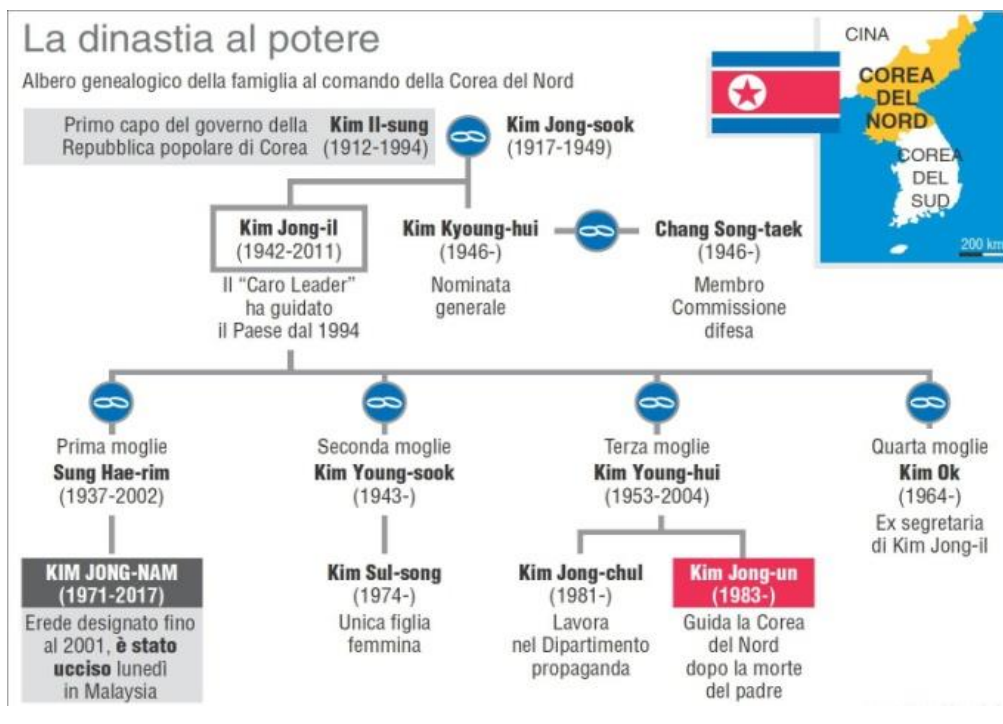 La dinastia al potere
Albero genealogico della famiglia al comando della Corea del Nord
CINA
COREA
DEL
NORD
COREA
DEL
SUD
200 km
Primo capo del governo della
Repubblica popolare di Corea
Kim Il-sung
(1912-1994)
Kim Jong-sook
(1917-1949)
Kim Jong-il
(1942-2011)
Il “Caro Leader”
ha guidato
il Paese dal 1994
Kim Kyoung-hui
(1946-)
Nominata
generale
Chang Song-taek
(1946-)
Membro
Commissione
difesa
Prima moglie
Sung Hae-rim
(1937-2002)
Seconda moglie
Kim Young-sook
(1943-)
Terza moglie
Kim Young-hui
(1953-2004)
Quarta moglie
Kim Ok
(1964-)
Ex segretaria
di Kim Jong-il
KIM JONG-NAM
(1971-2017)
Erede designato fino
al 2001, è stato
ucciso lunedì
in Malaysia
Kim Sul-song
(1974-)
Unica figlia
femmina
Kim Jong-chul
(1981-)
Lavora
nel Dipartimento
propaganda
Kim Jong-un
(1983-)
Guida la Corea
del Nord
dopo la morte
del padre